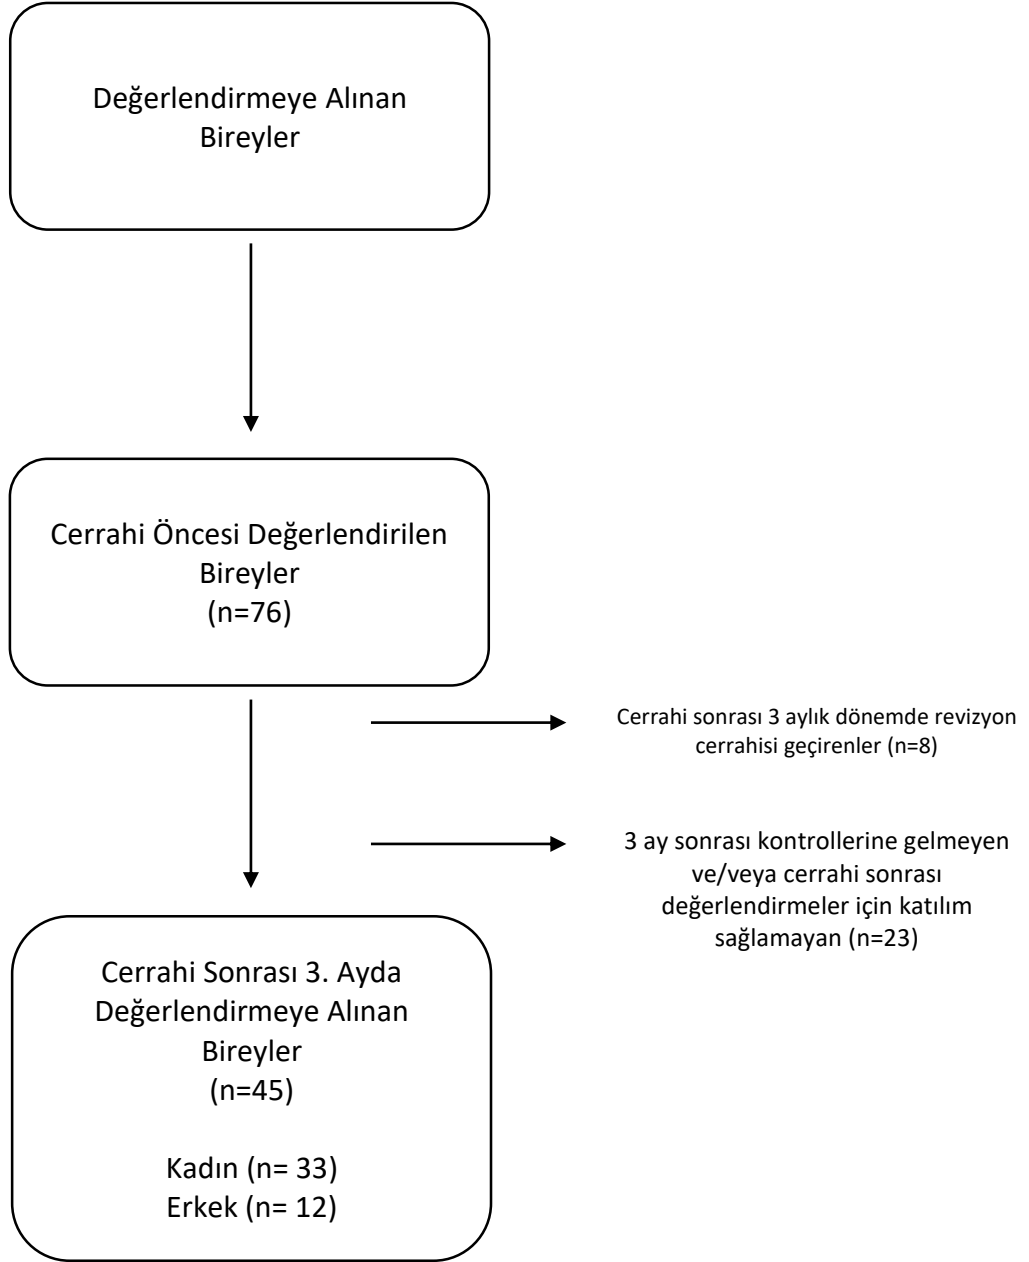 Değerlendirmeye Alınan
Bireyler
Cerrahi Öncesi Değerlendirilen
Bireyler
(n=76)
Cerrahi sonrası 3 aylık dönemde revizyon
cerrahisi geçirenler (n=8)
3 ay sonrası kontrollerine gelmeyen
ve/veya cerrahi sonrası
değerlendirmeler için katılım
sağlamayan (n=23)
Cerrahi Sonrası 3. Ayda
Değerlendirmeye Alınan
Bireyler
(n=45)
Kadın (n= 33)
Erkek (n= 12)